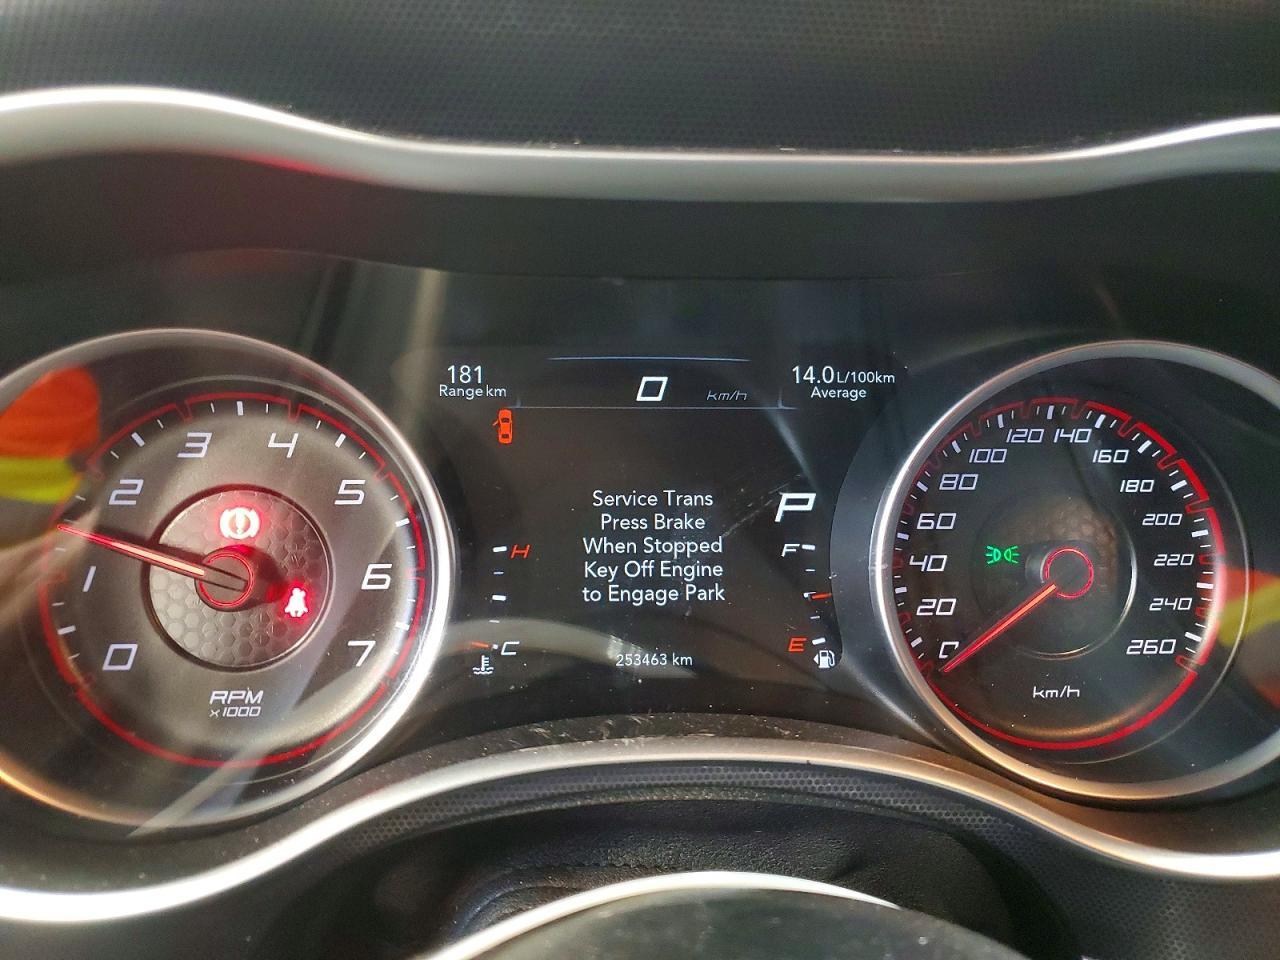 181
Range km
0 km/h
14.0 L/100km
Average
Service Trans
Press Brake
When Stopped
Key Off Engine
to Engage Park
P
H
C
F
E
253463 km
0
1
2
3
4
5
6
7
RPM
x1000
0
20
40
60
80
100
120
140
160
180
200
220
240
260
km/h